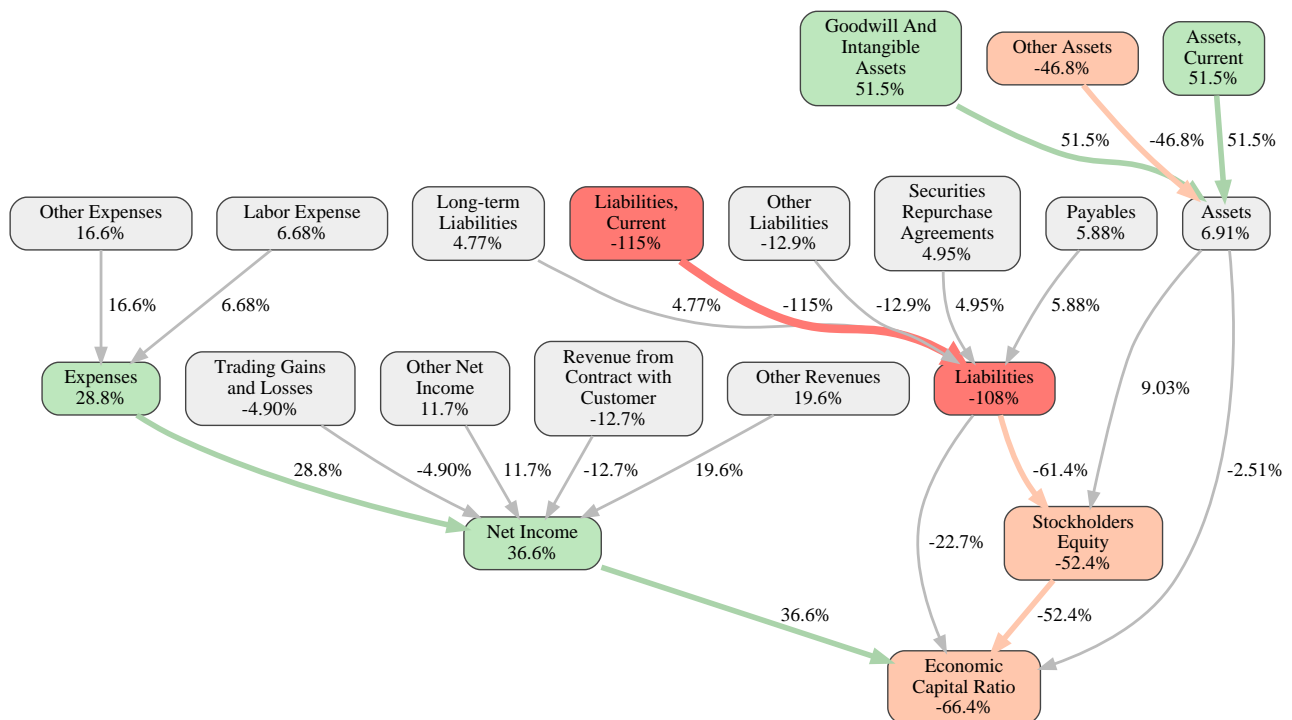 Goodwill And
Intangible
Assets
51.5%
Other Assets
-46.8%
Assets,
Current
51.5%
51.5%
-46.8%
51.5%
Other Expenses
16.6%
Labor Expense
6.68%
Long-term
Liabilities
4.77%
Liabilities,
Current
-115%
Other
Liabilities
-12.9%
Securities
Repurchase
Agreements
4.95%
Payables
5.88%
Assets
6.91%
16.6%
6.68%
4.77%
-115%
-12.9%
4.95%
5.88%
Expenses
28.8%
Trading Gains
and Losses
-4.90%
Other Net
Income
11.7%
Revenue from
Contract with
Customer
-12.7%
Other Revenues
19.6%
Liabilities
-108%
9.03%
28.8%
-4.90%
11.7%
-12.7%
19.6%
-61.4%
-2.51%
Net Income
36.6%
-22.7%
Stockholders
Equity
-52.4%
36.6%
-52.4%
Economic
Capital Ratio
-66.4%